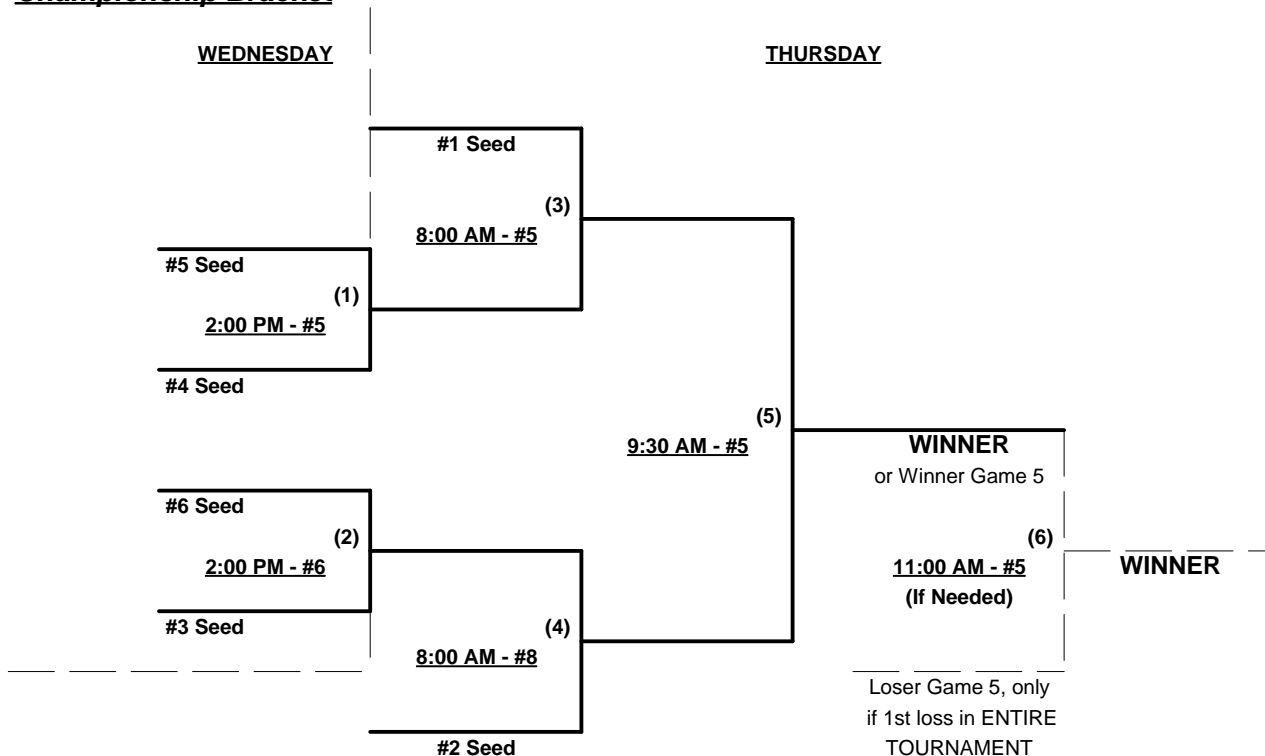 WEDNESDAY
THURSDAY
#1 Seed
(3)
8:00 AM - #5
#5 Seed
(1)
2:00 PM - #5
#4 Seed
(5)
9:30 AM - #5
WINNER
or Winner Game 5
#6 Seed
(2)
2:00 PM - #6
#3 Seed
(6)
11:00 AM - #5
(If Needed)
WINNER
(4)
8:00 AM - #8
#2 Seed
Loser Game 5, only
if 1st loss in ENTIRE
TOURNAMENT